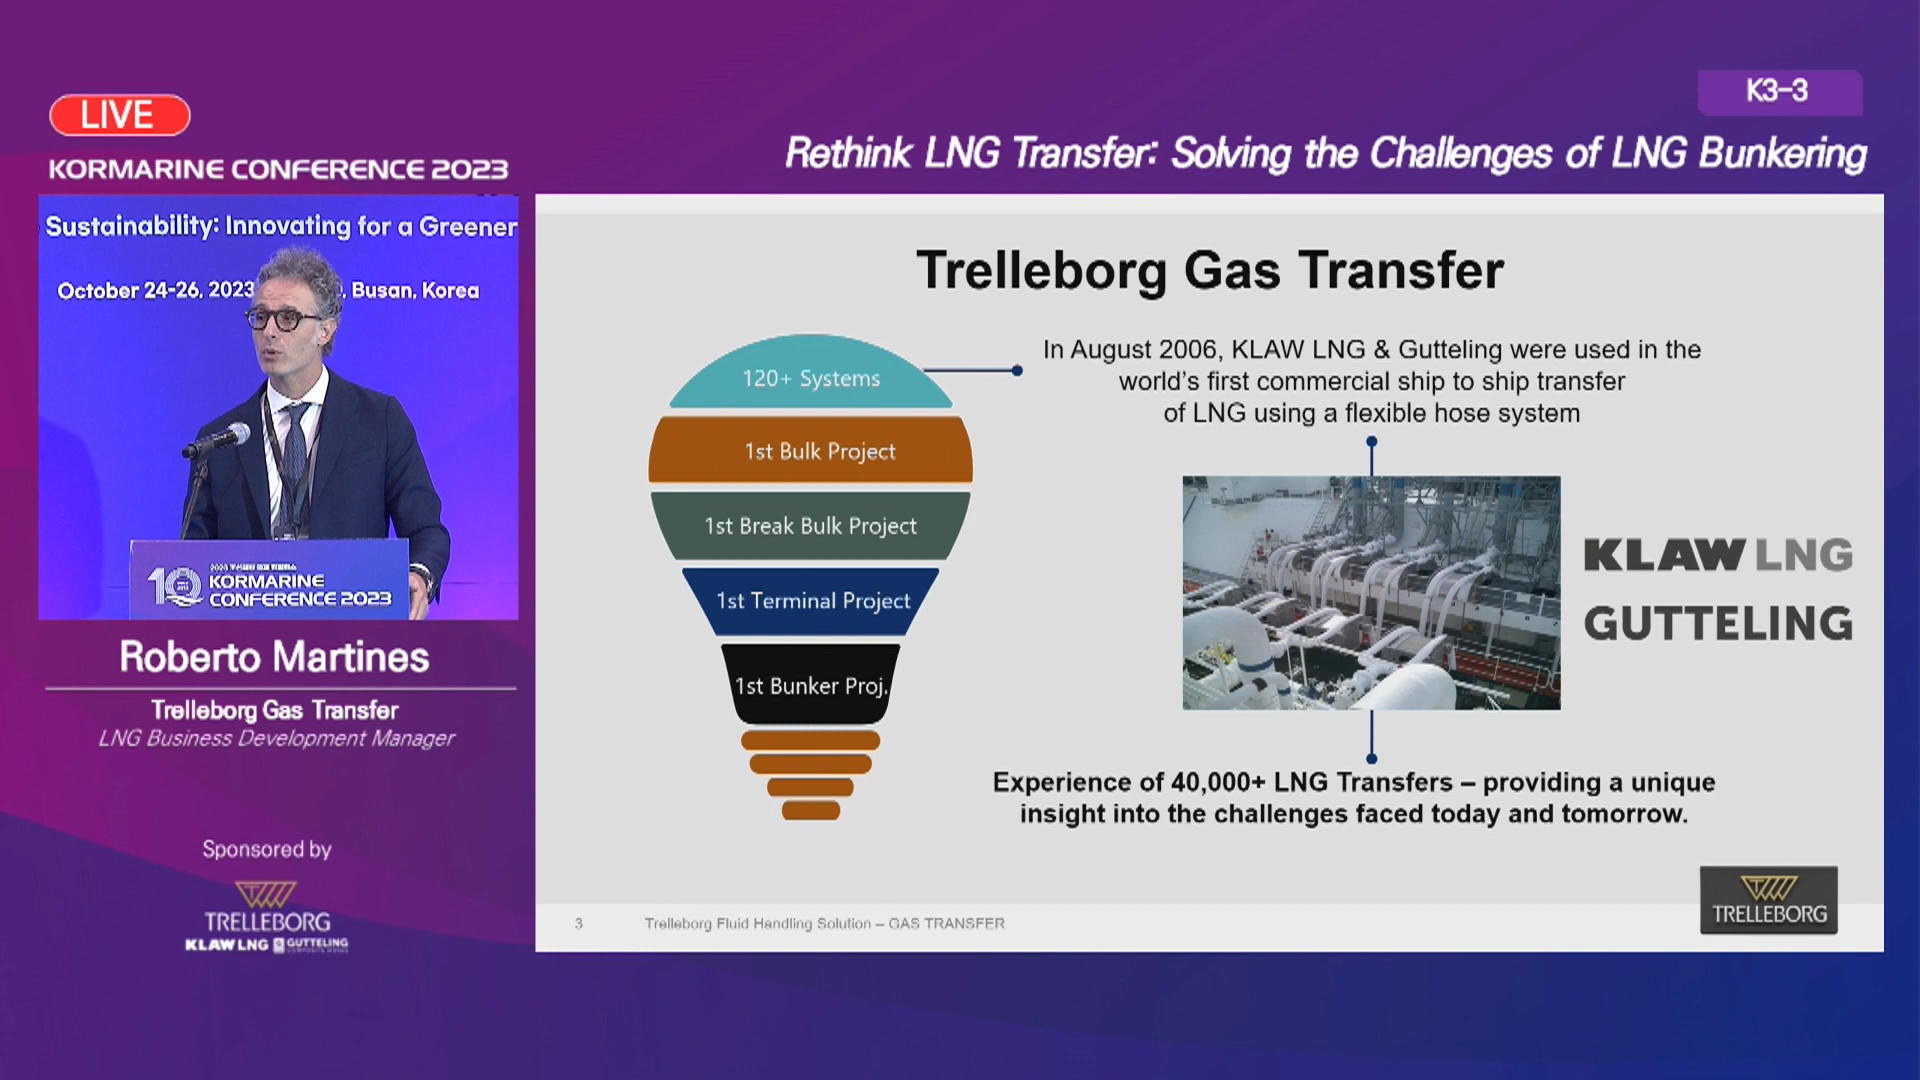 LIVE
KORMARINE CONFERENCE 2023
K3-3
Rethink LNG Transfer: Solving the Challenges of LNG Bunkering
Sustainability: Innovating for a Greener
October 24-26, 2023
. Busan, Korea
10
KORMARINE
CONFERENCE 2023
Roberto Martines
Trelleborg Gas Transfer
LNG Business Development Manager
Sponsored by
TRELLEBORG
KLAW LNG GUTTELING
Trelleborg Gas Transfer
120+ Systems
1st Bulk Project
1st Break Bulk Project
1st Terminal Project
1st Bunker Proj.
In August 2006, KLAW LNG & Gutteling were used in the
world's first commercial ship to ship transfer
of LNG using a flexible hose system
KLAW LNG
GUTTELING
Experience of 40,000+ LNG Transfers – providing a unique
insight into the challenges faced today and tomorrow.
3
Trelleborg Fluid Handling Solution – GAS TRANSFER
TRELLEBORG